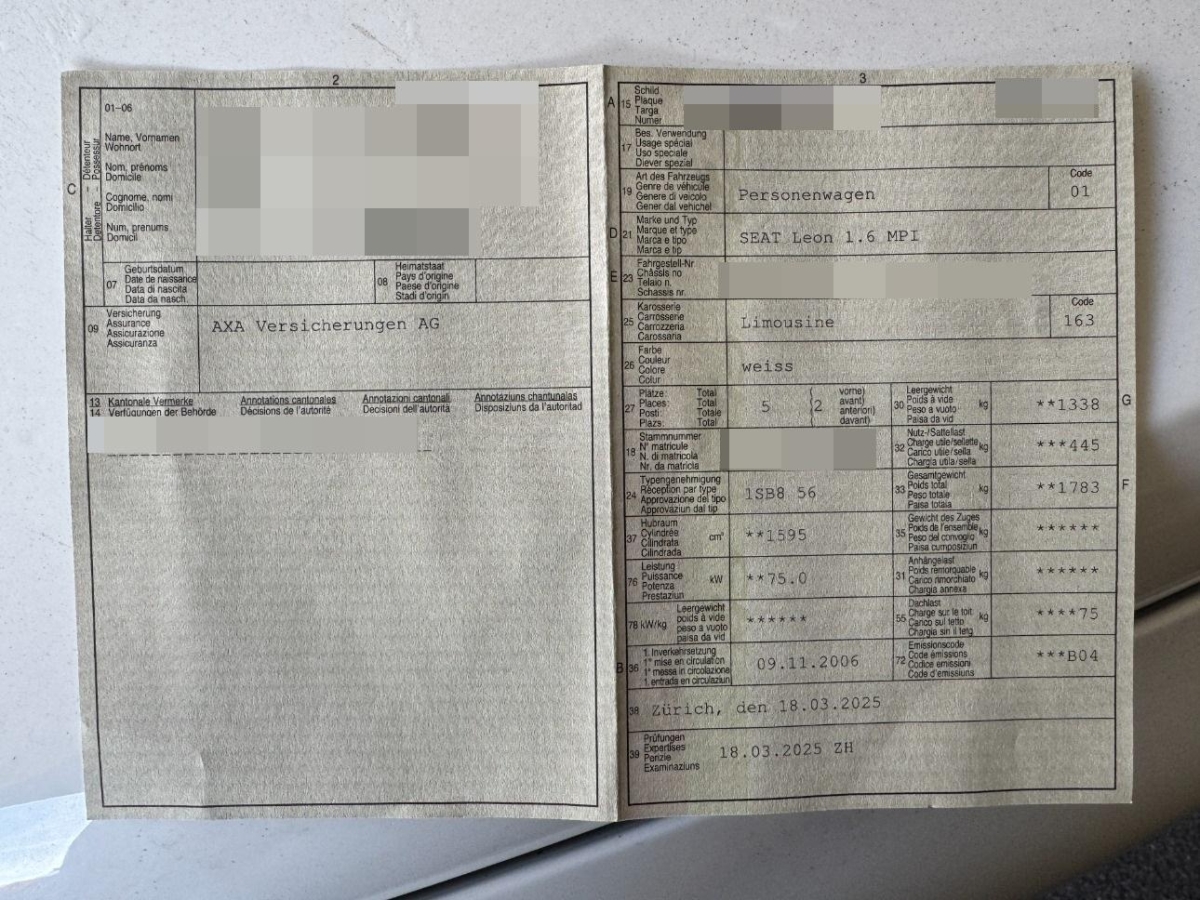 2
01–06
Name, Vornamen
Wohnort
Nom, prénoms
Domicile
Cognome, nomi
Domicilio
Num, prenums
Domicil
C
Halter – Détenteur
Detentore – Possessur
07
Geburtsdatum
Date de naissance
Data di nascita
Data da nasch.
08
Heimatstaat
Pays d'origine
Paese d'origine
Stadi d'origin
09
Versicherung
Assurance
Assicurazione
Assicuranza
AXA Versicherungen AG
13 Kantonale Vermerke Annotations cantonales Annotazioni cantonali Annotaziuns chantunalas
14 Verfügungen der Behörde Décisions de l'autorité Decisioni dell'autorità Disposiziuns da l'autoritad
3
A 15
Schild
Plaque
Targa
Numer
17
Bes. Verwendung
Usage spécial
Uso speciale
Diever spezial
19
Art des Fahrzeugs
Genre de véhicule
Genere di veicolo
Gener dal vehichel
Personenwagen
Code
01
D 21
Marke und Typ
Marque et type
Marca e tipo
Marca e tip
SEAT Leon 1.6 MPI
E 23
Fahrgestell-Nr
Châssis no
Telaio n.
Schassis nr.
25
Karosserie
Carrosserie
Carrozzeria
Carossaria
Limousine
Code
163
26
Farbe
Couleur
Colore
Colur
weiss
27
Plätze: Total
Places: Total
Posti: Totale
Plazs: Total
5 (2
vorne)
avant)
anteriori)
davant)
30
Leergewicht
Poids à vide
Peso a vuoto
Paisa da vid
kg
**1338
G
18
Stammnummer
N° matricule
N. di matricola
Nr. da matricla
32
Nutz-/Sattellast
Charge utile/sellette
Carico utile/sella
Chargia utila/sella
kg
***445
24
Typengenehmigung
Réception par type
Approvazione del tipo
Approvaziun dal tip
1SB8 56
33
Gesamtgewicht
Poids total
Peso totale
Paisa totala
kg
**1783
F
37
Hubraum
Cylindrée
Cilindrata
Cilindrada
cm³
**1595
35
Gewicht des Zuges
Poids de l'ensemble
Peso del convoglio
Paisa cumposiziun
kg
******
76
Leistung
Puissance
Potenza
Prestaziun
kW
**75.0
31
Anhängelast
Poids remorquable
Carico rimorchiato
Chargia annexa
kg
******
78 kW/kg
Leergewicht
poids à vide
peso a vuoto
paisa da vid
******
55
Dachlast
Charge sur le toit
Carico sul tetto
Chargia sin il tetg
kg
****75
B 36
1. Inverkehrsetzung
1re mise en circulation
1a messa in circolazione
1. entrada en circulaziun
09.11.2006
72
Emissionscode
Code émissions
Codice emissioni
Code d'emissiuns
***B04
38 Zürich, den 18.03.2025
39
Prüfungen
Expertises
Perizie
Examinaziuns
18.03.2025 ZH